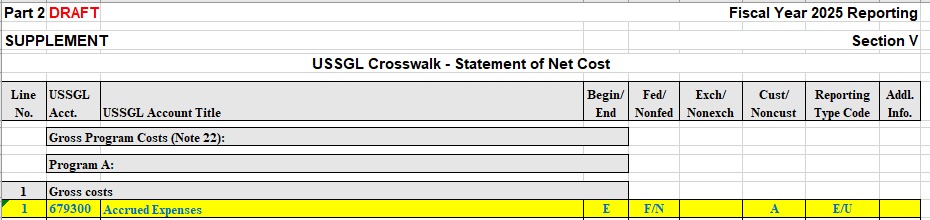 Part 2 DRAFT Fiscal Year 2025 Reporting
SUPPLEMENT Section V
USSGL Crosswalk - Statement of Net Cost
Line USSGL Begin/ Fed/ Exch/ Cust/ Reporting Addl.
No. Acct. USSGL Account Title End Nonfed Nonexch Noncust Type Code Info.
Gross Program Costs (Note 22):
Program A:
1 Gross costs
1 679300 Accrued Expenses E F/N A E/U